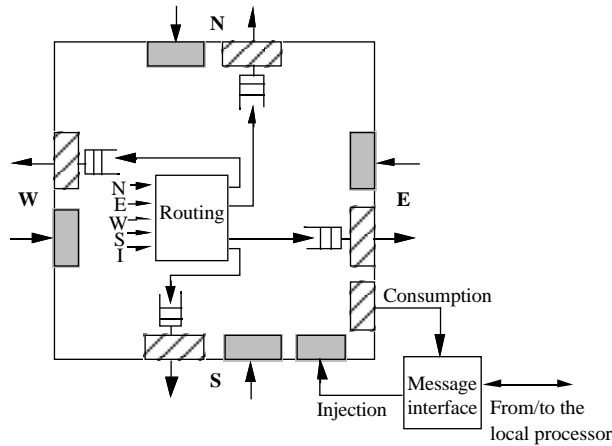 N
W
E
N
E
W
S
I
Routing
Consumption
S
Injection
Message
interface
From/to the
local processor